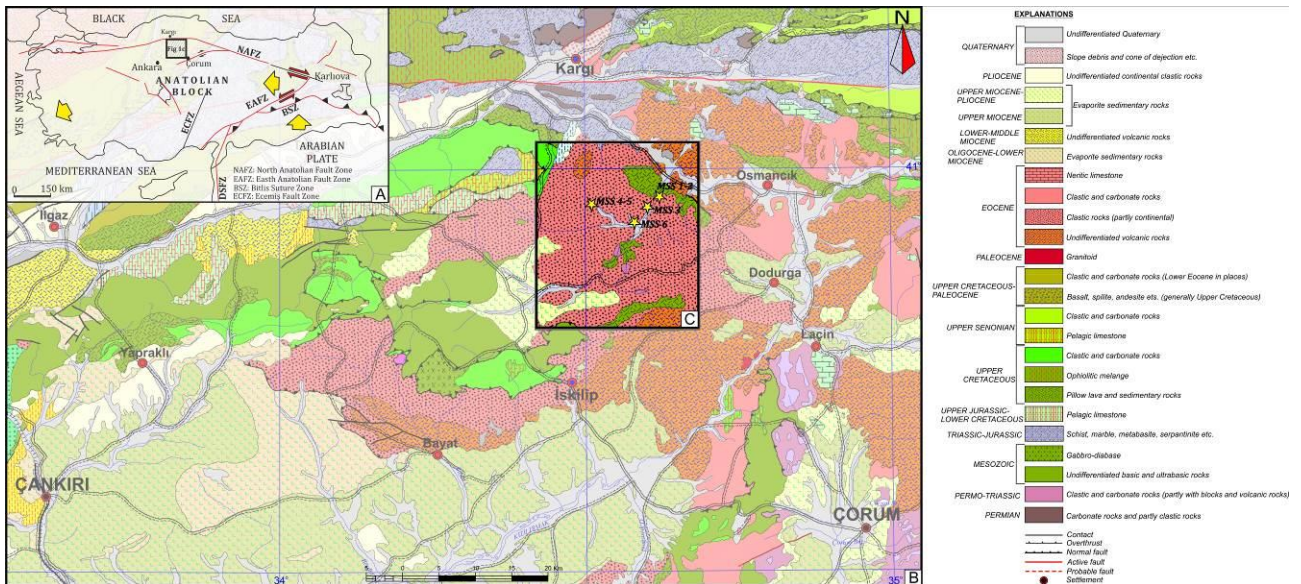 BLACK SEA
Kargı
Fig 1c
NAFZ
Ankara
Çorum
ANATOLIAN
BLOCK
Karlıova
AEGEAN SEA
EAFZ
BSZ
ECFZ
ARABIAN
PLATE
MEDITERRANEAN SEA
DSFZ
NAFZ: North Anatolian Fault Zone
EAFZ: Easth Anatolian Fault Zone
BSZ: Bitlis Suture Zone
ECFZ: Ecemiş Fault Zone
0 150 km
A
N
Kargı
41°
Osmancık
MSS 1-2
MSS 4-5
MSS 3
MSS 6
Ilgaz
Dodurga
C
Laçin
Yapraklı
İskilip
Bayat
ÇANKIRI
ÇORUM
34°
5 0 5 10 15 20 km
35°
B
EXPLANATIONS
QUATERNARY
Undifferentiated Quaternary
Slope debris and cone of dejection etc.
PLIOCENE
Undifferentiated continental clastic rocks
UPPER MIOCENE-
PLIOCENE
UPPER MIOCENE
Evaporite sedimentary rocks
LOWER-MIDDLE
MIOCENE
Undifferentiated volcanic rocks
OLIGOCENE-LOWER
MIOCENE
Evaporite sedimentary rocks
EOCENE
Neritic limestone
Clastic and carbonate rocks
Clastic rocks (partly continental)
Undifferentiated volcanic rocks
PALEOCENE
Granitoid
UPPER CRETACEOUS-
PALEOCENE
Clastic and carbonate rocks (Lower Eocene in places)
Basalt, spilite, andesite ets. (generally Upper Cretaceous)
UPPER SENONIAN
Clastic and carbonate rocks
Pelagic limestone
UPPER
CRETACEOUS
Clastic and carbonate rocks
Ophiolitic melange
Pillow lava and sedimentary rocks
UPPER JURASSIC-
LOWER CRETACEOUS
Pelagic limestone
TRIASSIC-JURASSIC
Schist, marble, metabasite, serpantinite etc.
MESOZOIC
Gabbro-diabase
Undifferentiated basic and ultrabasic rocks
PERMO-TRIASSIC
Clastic and carbonate rocks (partly with blocks and volcanic rocks)
PERMIAN
Carbonate rocks and partly clastic rocks
Contact
Overthrust
Normal fault
Active fault
Probable fault
Settlement